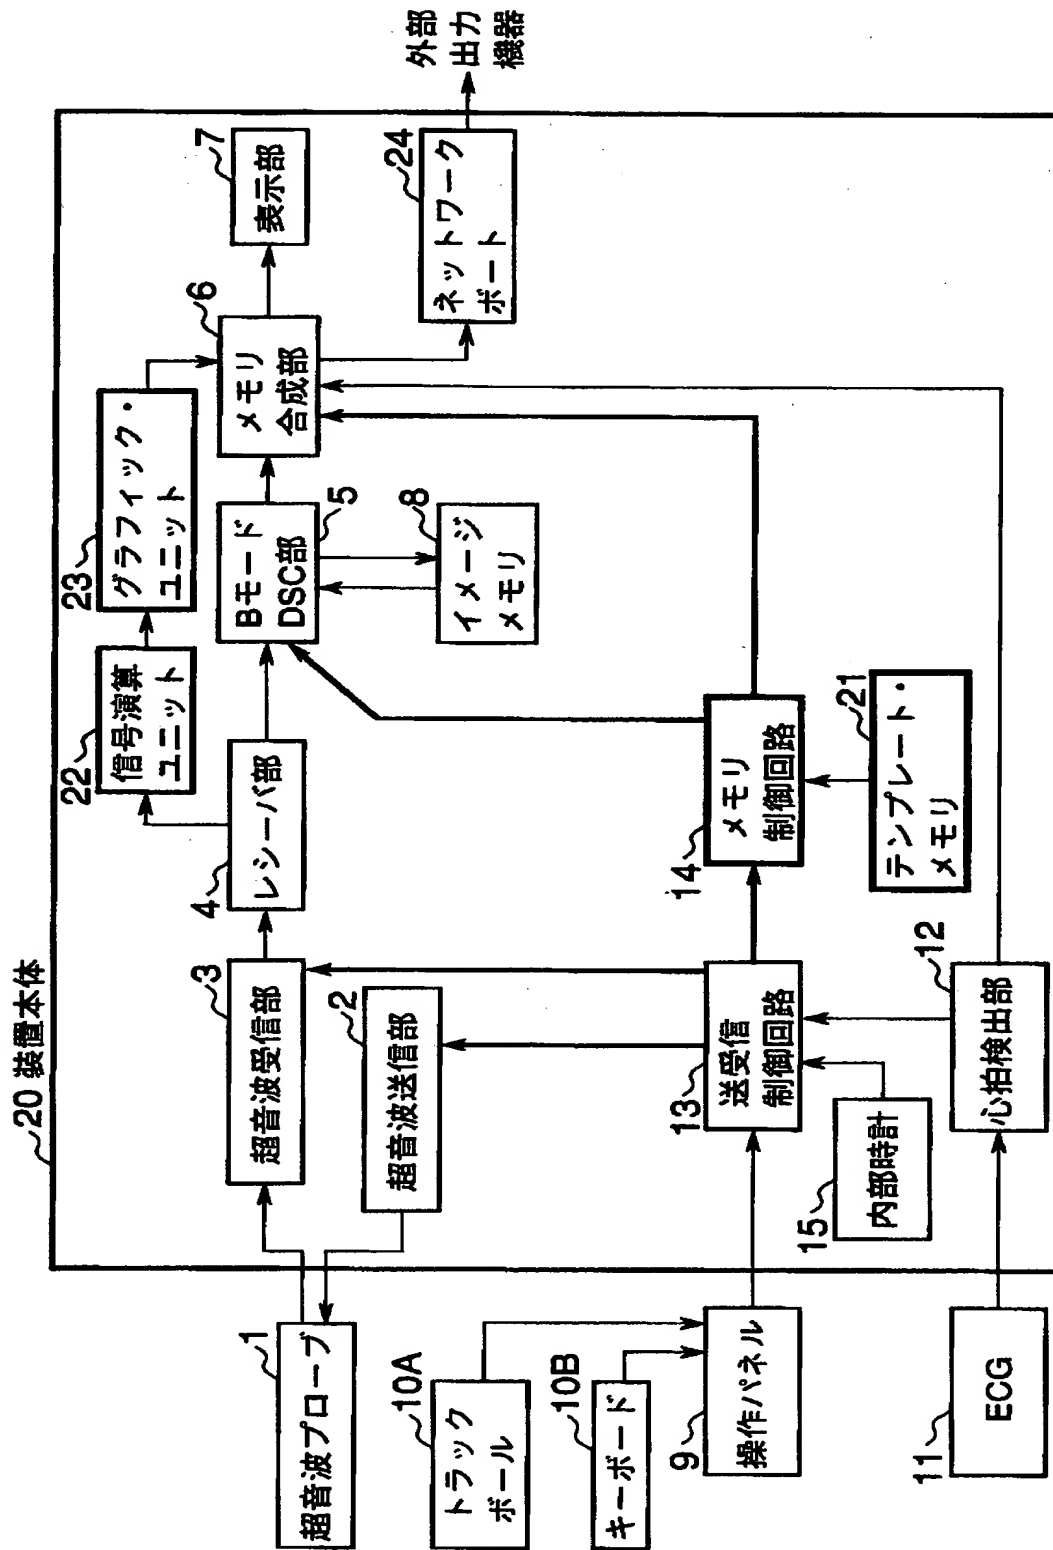 20 装置本体
1
超音波プローブ
3
超音波受信部
2
超音波送信部
4
レシーバ部
22
信号演算
ユニット
23
グラフィック・
ユニット
5
Bモード
DSC部
8
イメージ
メモリ
6
メモリ
合成部
7
表示部
24
ネットワーク
ボード
外部
出力
機器
10A
トラック
ボール
10B
キーボード
9
操作パネル
13
送受信
制御回路
14
メモリ
制御回路
21
テンプレート・
メモリ
15
内部時計
12
心拍検出部
11
ECG